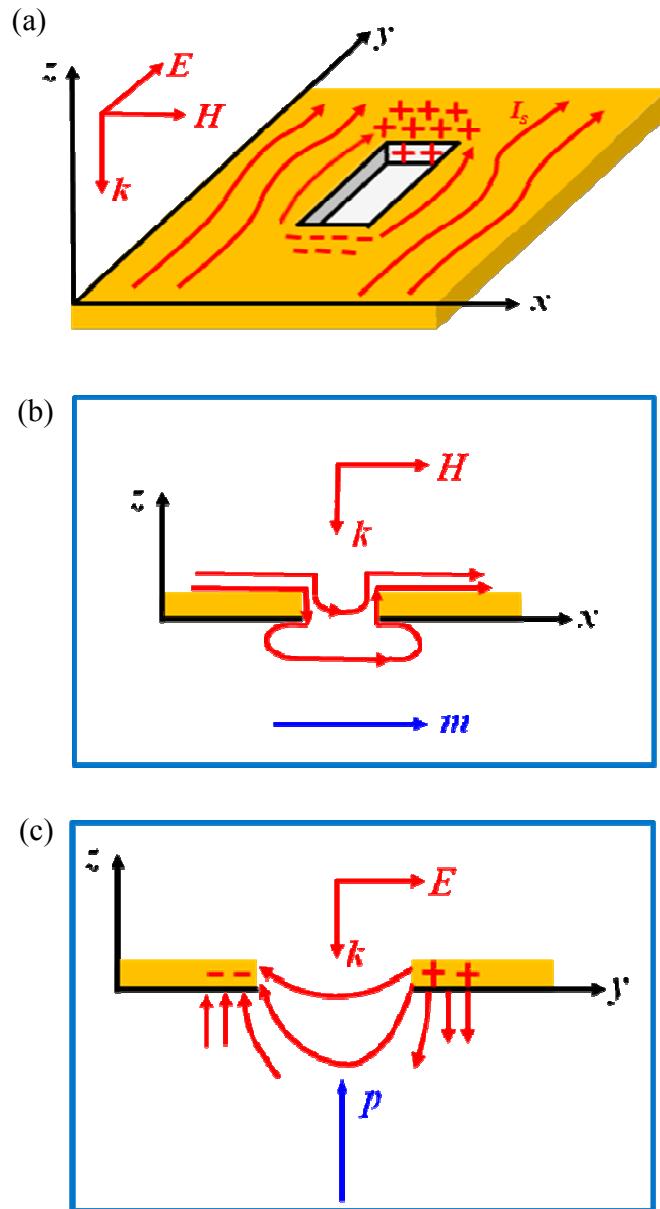 (a)
z
y
E
H
k
I_s
+ + +
+ + + +
+ +
- - - -
- - -
x
(b)
H
z
k
x
m
(c)
z
E
k
- - -
+ +
y
p